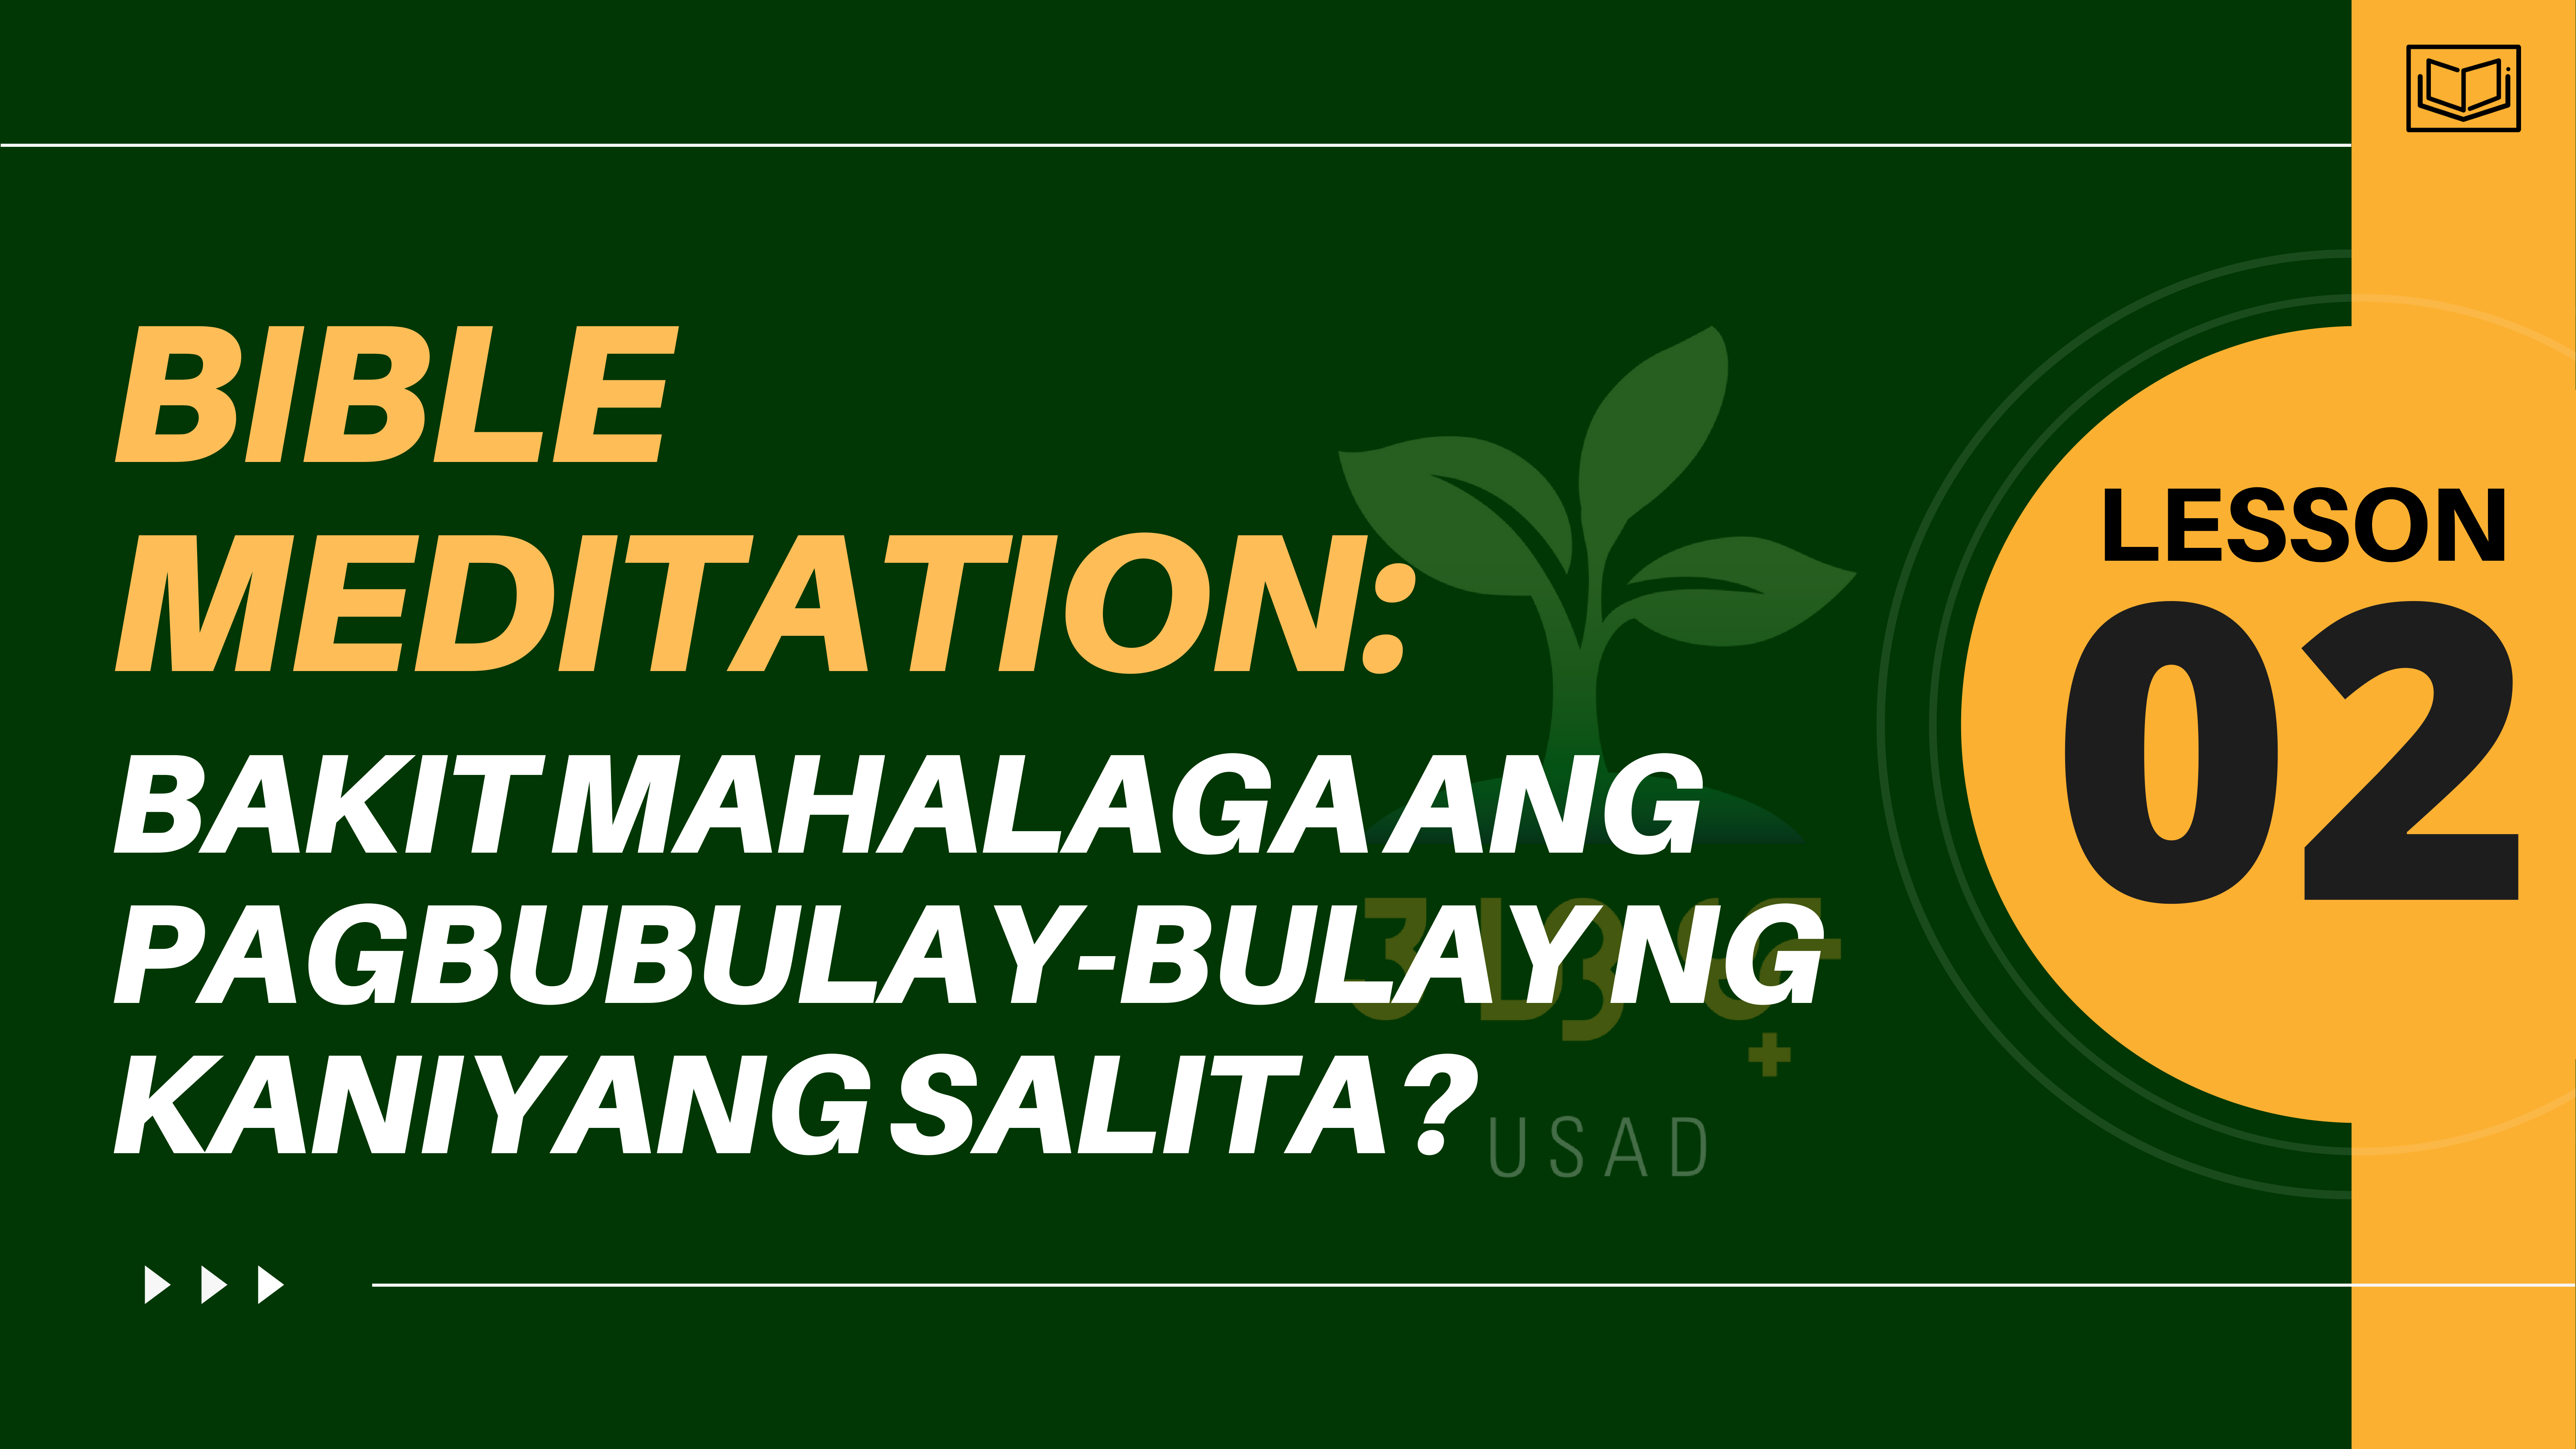 BIBLE
MEDITATION:
BAKIT MAHALAGA ANG
PAGBUBULAY-BULAY NG
KANIYANG SALITA?
USAD
LESSON
02